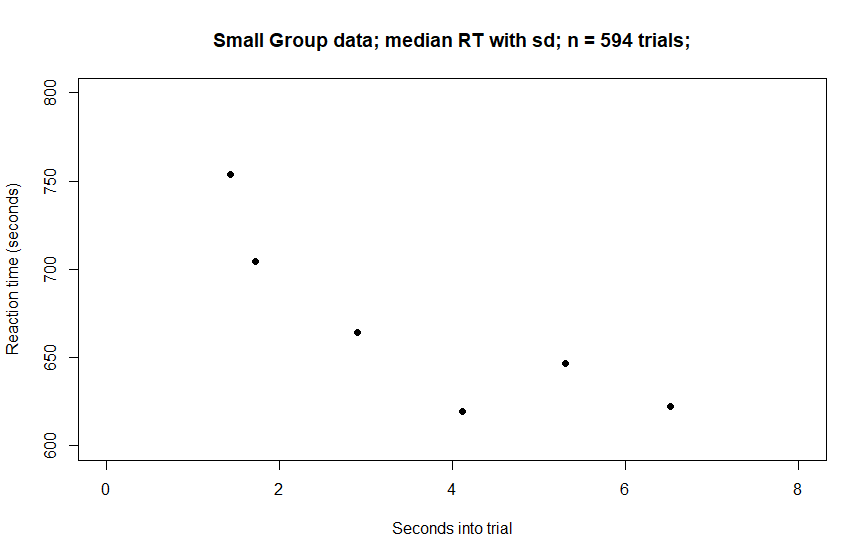 Small Group data; median RT with sd; n = 594 trials;
Reaction time (seconds)
800
750
700
650
600
0 2 4 6 8
Seconds into trial